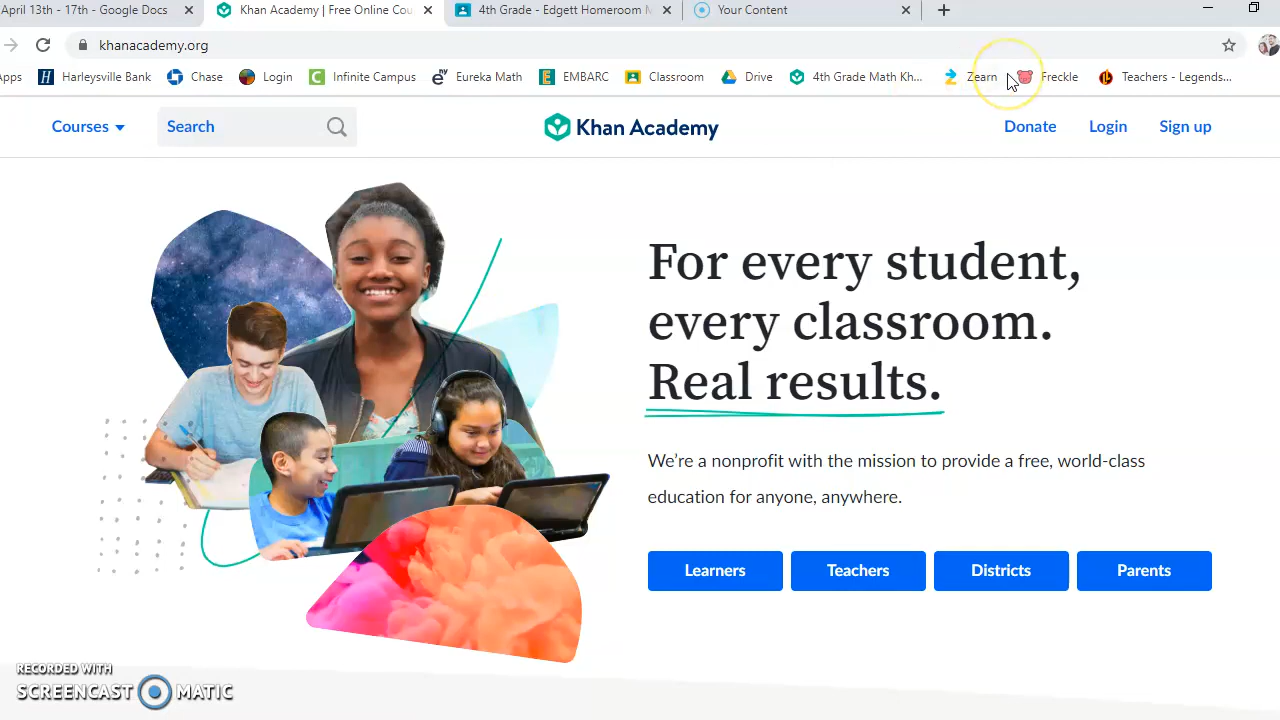 April 13th - 17th - Google Docs
Khan Academy | Free Online Cou
4th Grade - Edgett Homeroom M
Your Content
khanacademy.org
Apps
Harleysville Bank
Chase
Login
Infinite Campus
Eureka Math
EMBARC
Classroom
Drive
4th Grade Math Kh...
Zearn
Freckle
Teachers - Legends...
Courses
Search
Khan Academy
Donate
Login
Sign up
For every student,
every classroom.
Real results.
We’re a nonprofit with the mission to provide a free, world-class
education for anyone, anywhere.
Learners
Teachers
Districts
Parents
RECORDED WITH
SCREENCAST MATIC